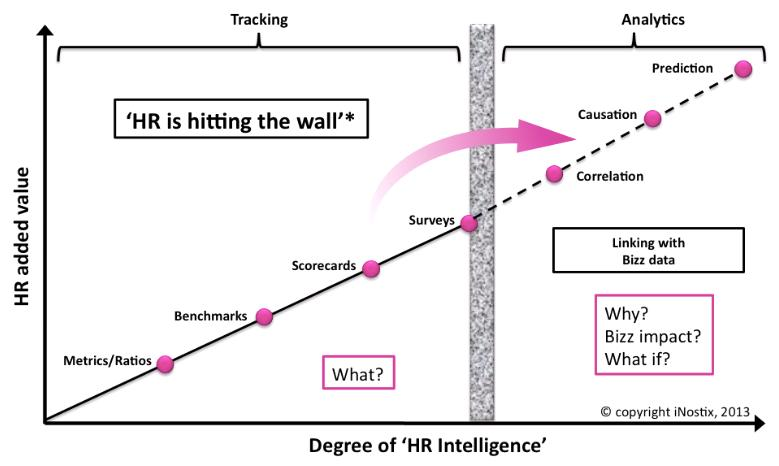 Tracking
Analytics
Prediction
‘HR is hitting the wall’*
Causation
Correlation
Surveys
Linking with
Bizz data
Scorecards
Benchmarks
Why?
Bizz impact?
What if?
Metrics/Ratios
What?
© copyright iNostix, 2013
HR added value
Degree of ‘HR Intelligence’